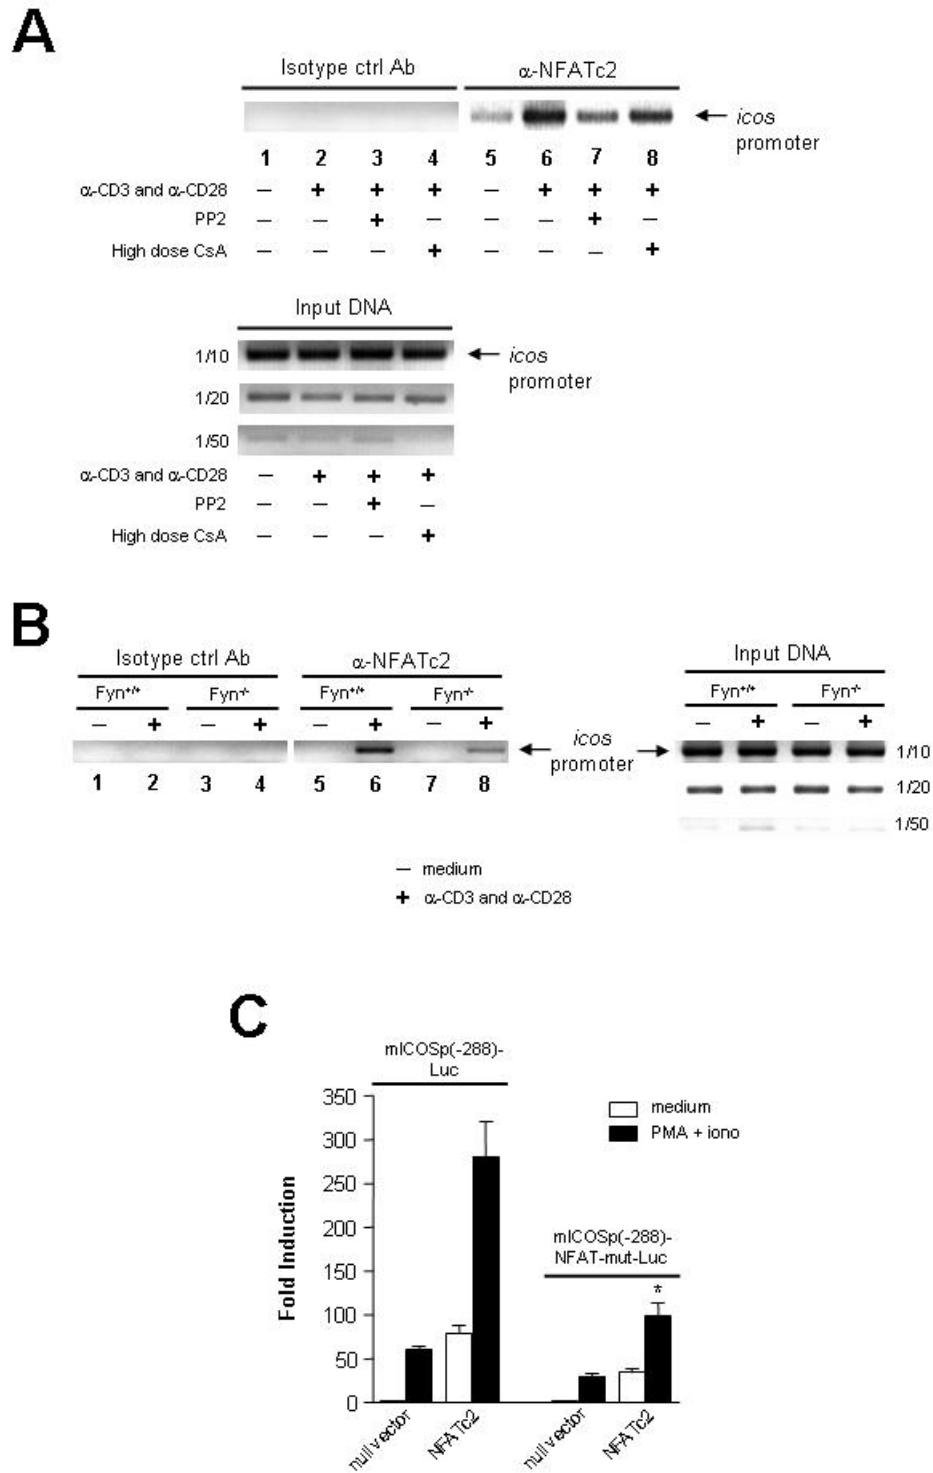 A
Isotype ctrl Ab α-NFATc2
← icos
promoter
1 2 3 4 5 6 7 8
α-CD3 and α-CD28 – + + + – + + +
PP2 – – + – – – + –
High dose CsA – – – + – – – +
Input DNA
1/10 ← icos
promoter
1/20
1/50
α-CD3 and α-CD28 – + + +
PP2 – – + –
High dose CsA – – – +
B
Isotype ctrl Ab α-NFATc2 Input DNA
Fyn+/+ Fyn-/- Fyn+/+ Fyn-/- Fyn+/+ Fyn-/-
– + – + – + – + – + – +
← icos → 1/10
promoter
1 2 3 4 5 6 7 8 1/20
1/50
– medium
+ α-CD3 and α-CD28
C
mICOSp(-288)-
Luc
350
300
250
200
150
100
50
0
Fold Induction
medium
PMA + iono
mICOSp(-288)-
NFAT-mut-Luc
*
null vector NFATc2 null vector NFATc2